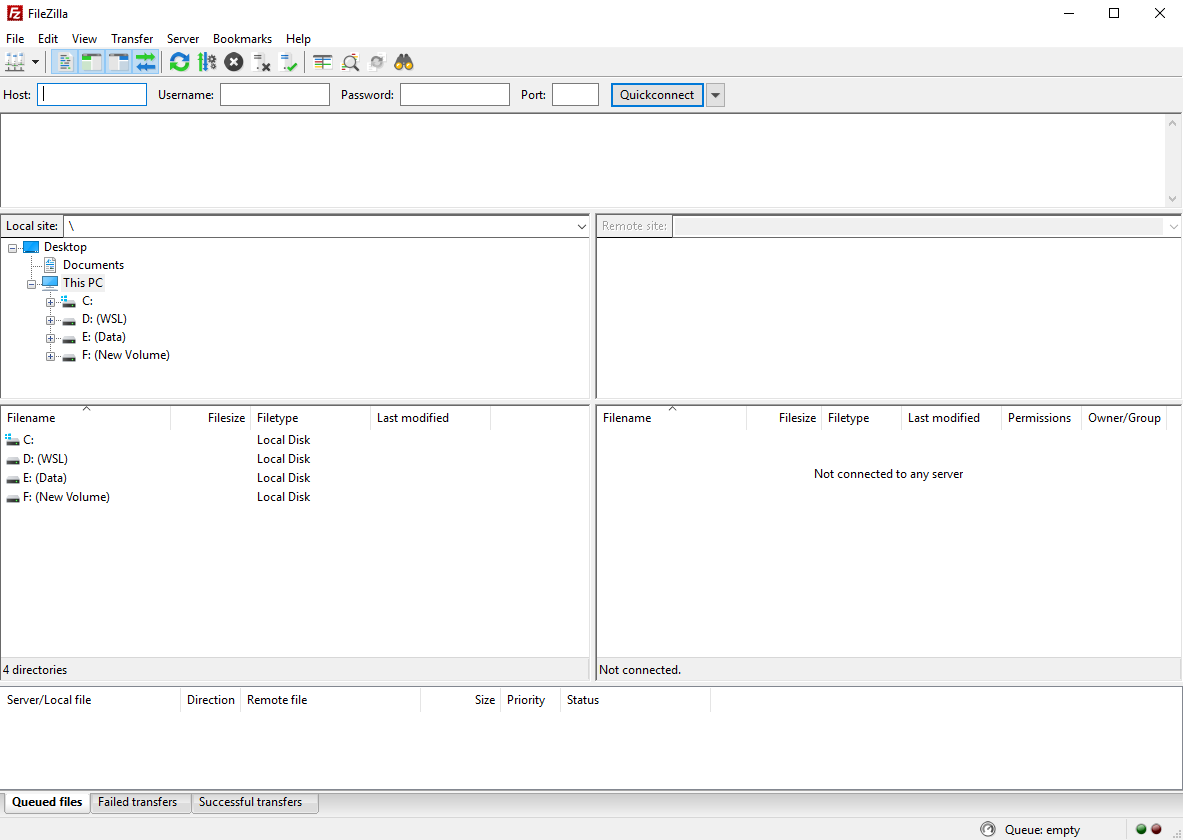 FileZilla
File Edit View Transfer Server Bookmarks Help
Host: Username: Password: Port: Quickconnect
Local site: \
Remote site:
Desktop
Documents
This PC
C:
D: (WSL)
E: (Data)
F: (New Volume)
Filename Filesize Filetype Last modified
C: Local Disk
D: (WSL) Local Disk
E: (Data) Local Disk
F: (New Volume) Local Disk
4 directories
Filename Filesize Filetype Last modified Permissions Owner/Group
Not connected to any server
Not connected.
Server/Local file Direction Remote file Size Priority Status
Queued files Failed transfers Successful transfers
Queue: empty